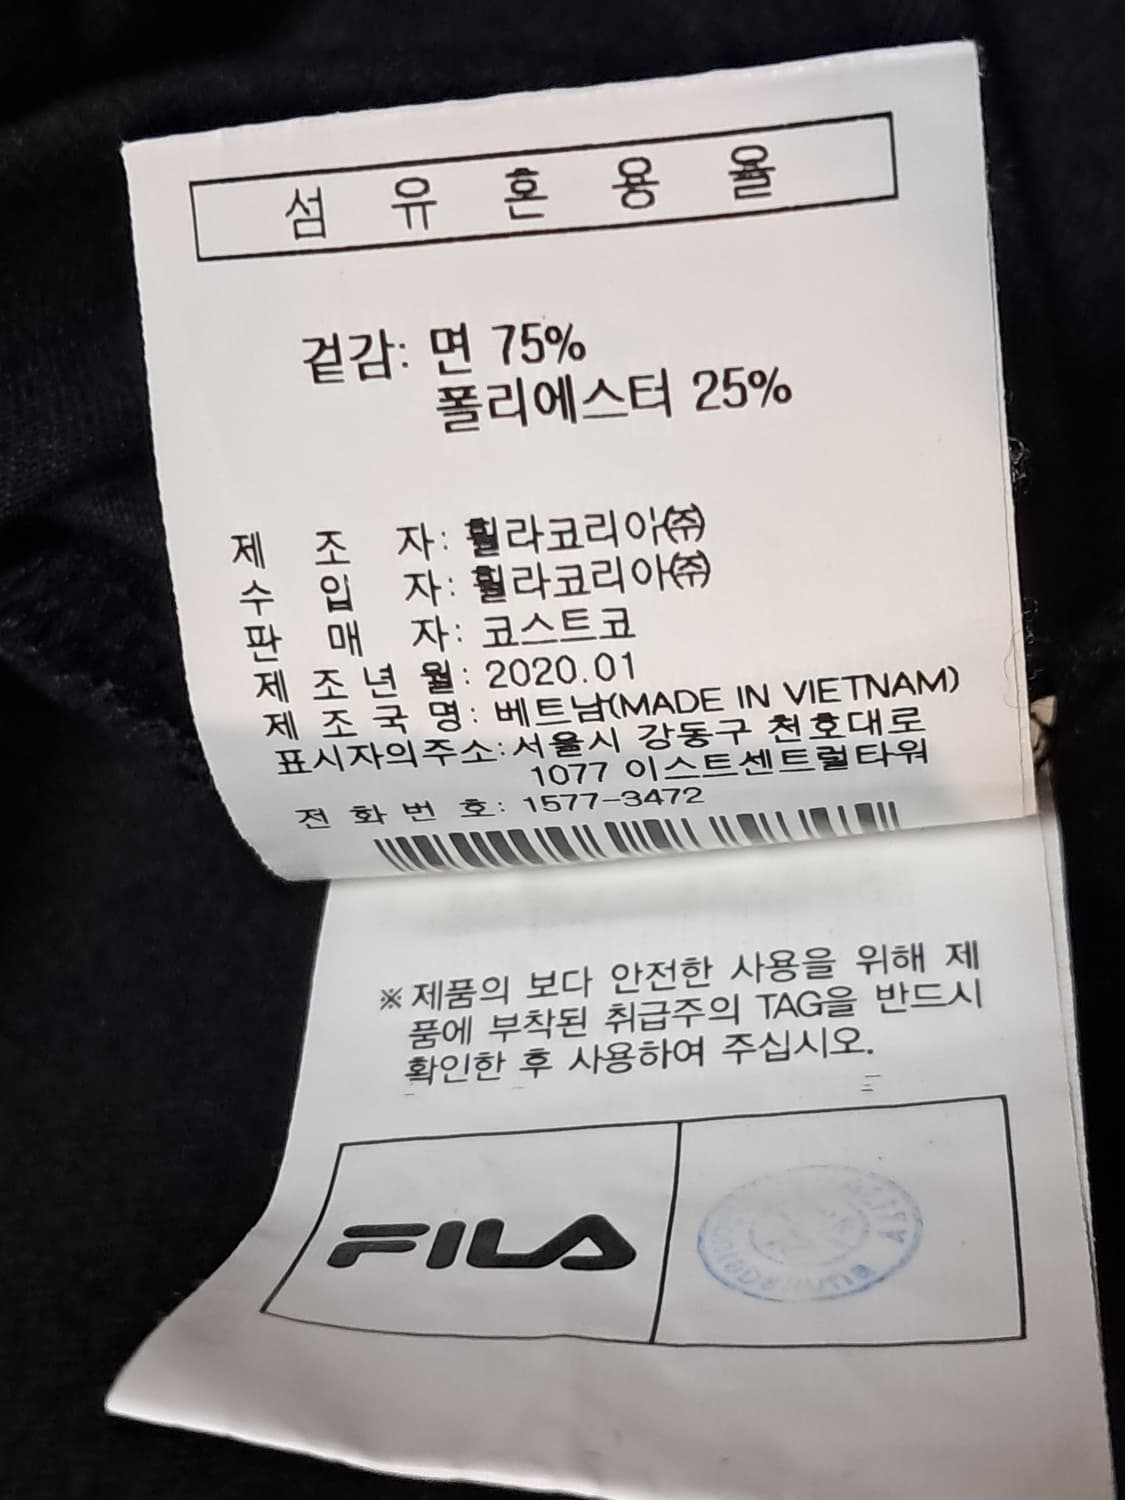 섬 유 혼 용 율
겉감: 면 75%
폴리에스터 25%
제 조 자: 휠라코리아㈜
수 입 자: 휠라코리아㈜
판 매 자: 코스트코
제 조 년 월: 2020.01
제 조 국 명: 베트남(MADE IN VIETNAM)
표시자의주소: 서울시 강동구 천호대로
1077 이스트센트럴타워
전 화 번 호: 1577-3472
※ 제품의 보다 안전한 사용을 위해 제
품에 부착된 취급주의 TAG을 반드시
확인한 후 사용하여 주십시오.
FILA